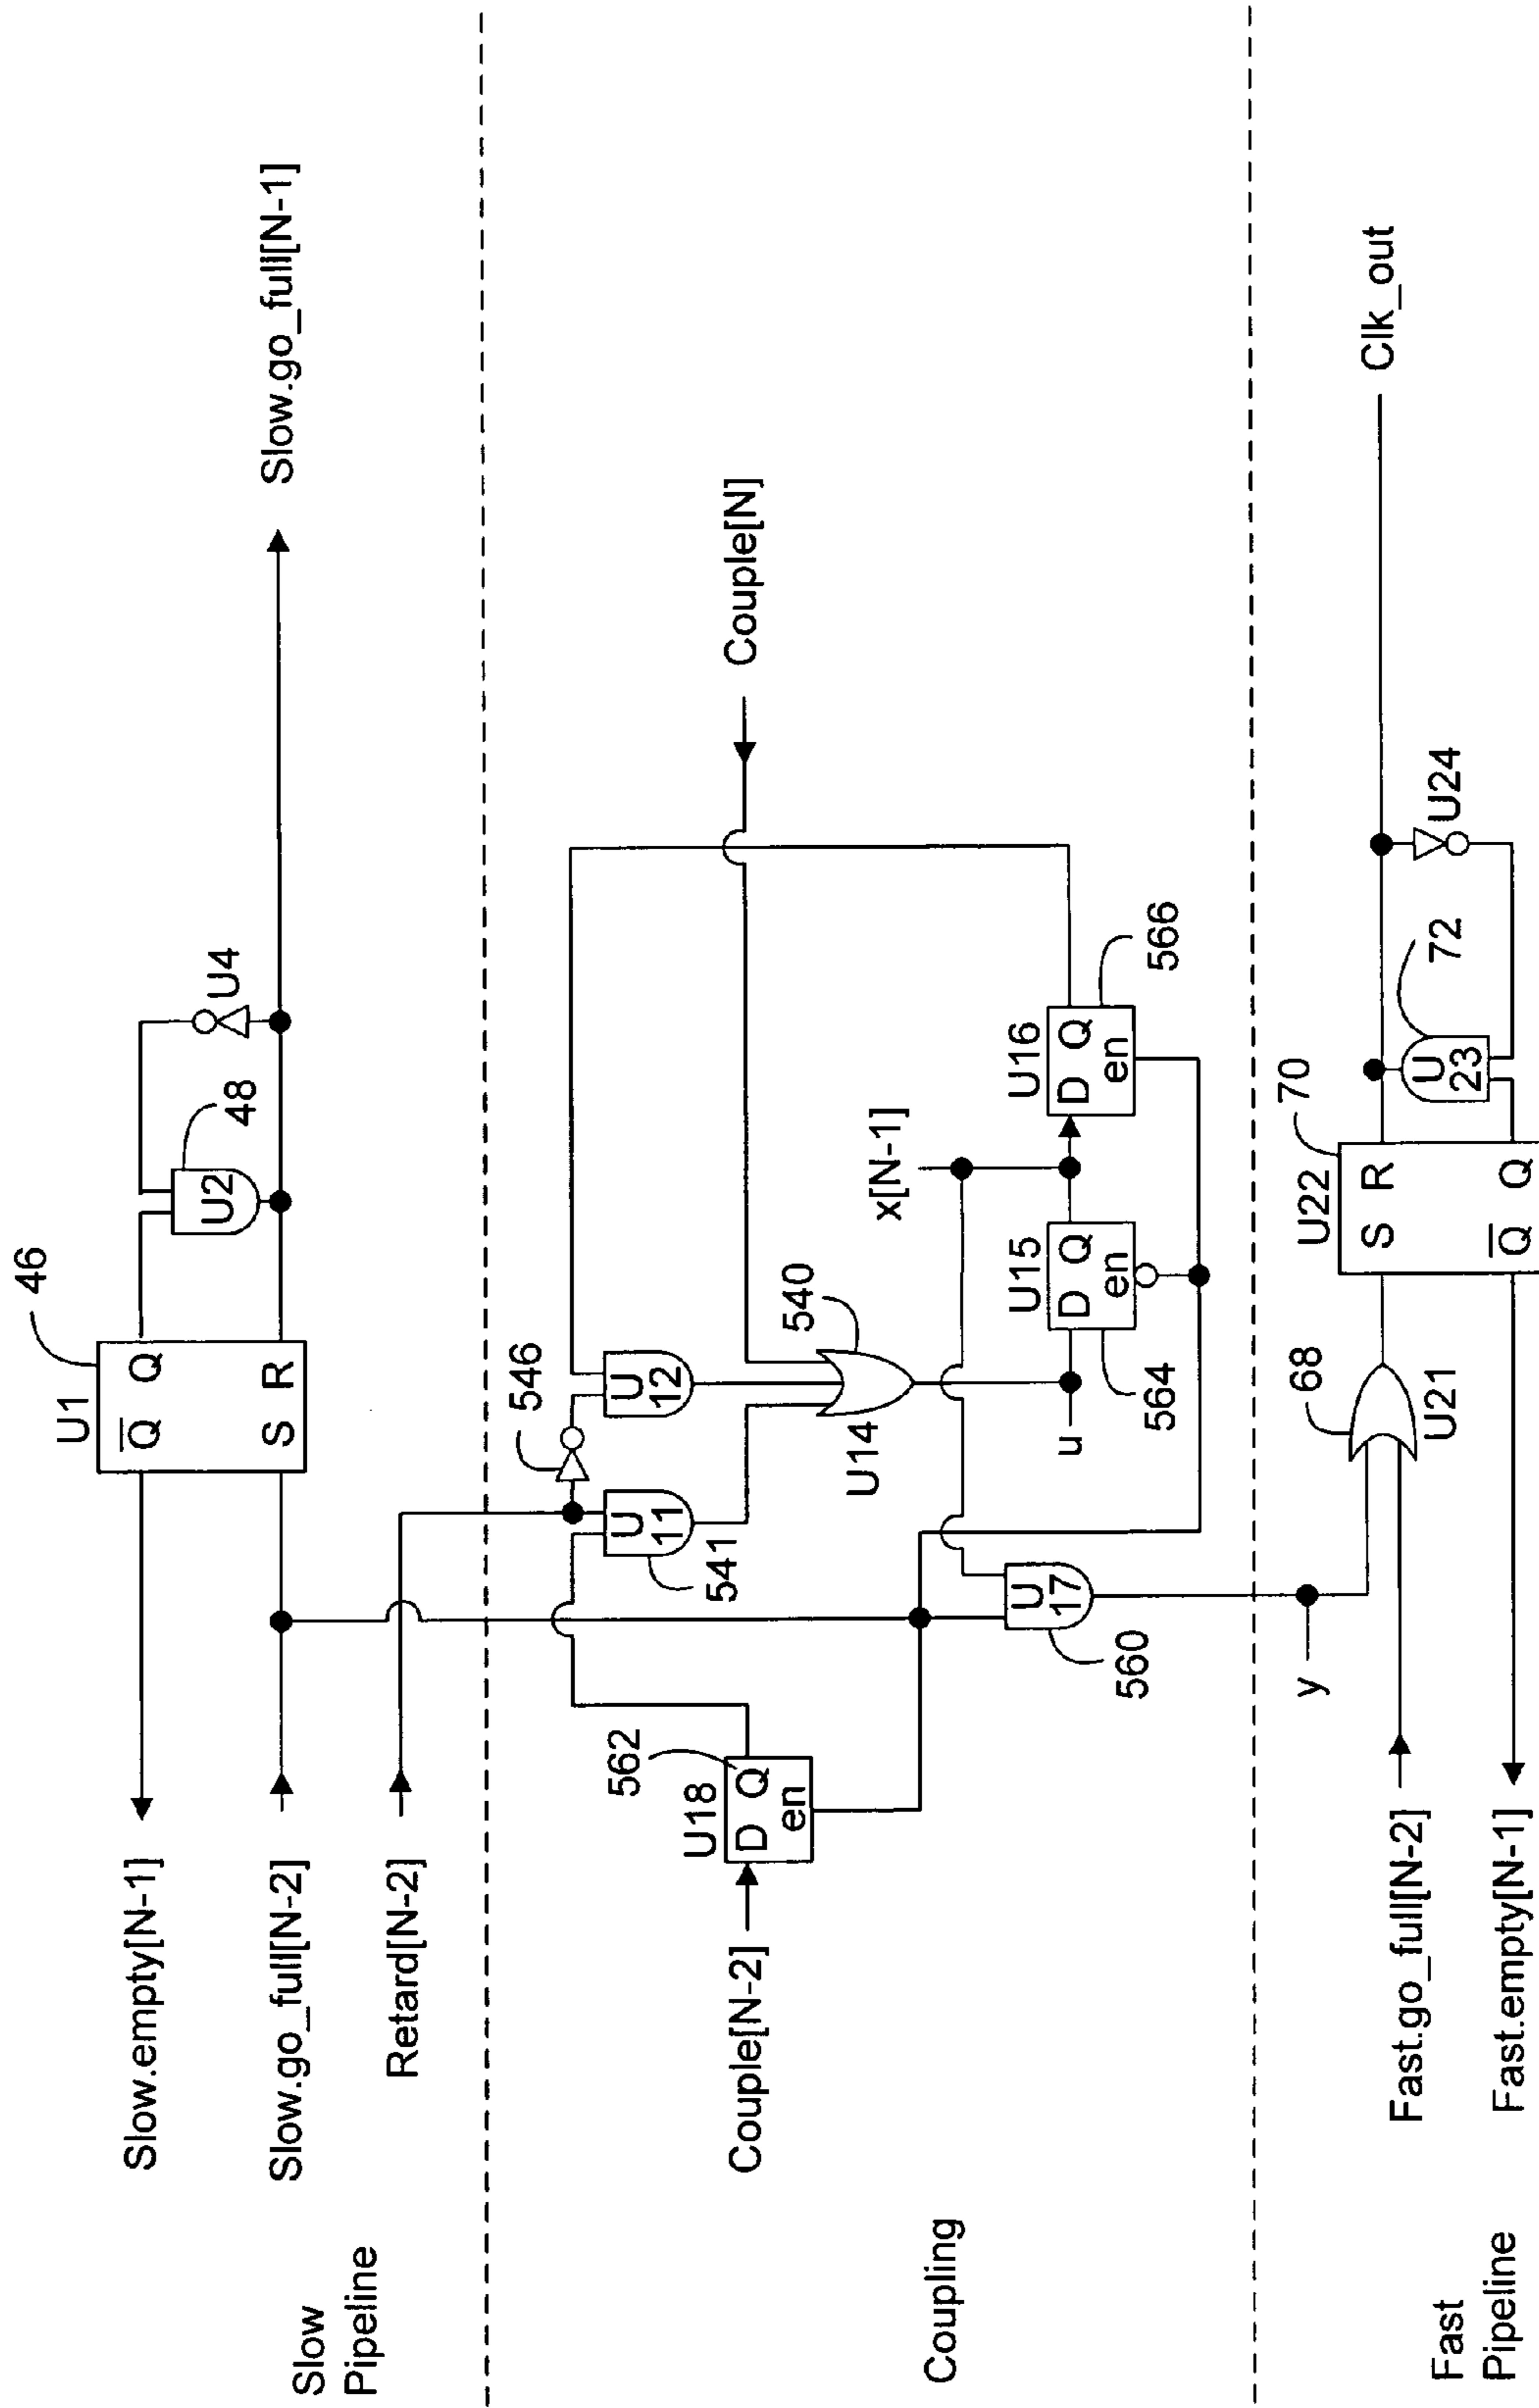 Slow
Pipeline
Slow.empty[N-1]
Slow.go_full[N-2]
Retard[N-2]
U1
46
Q
Q
S
R
U2
48
U4
Slow.go_full[N-1]
Coupling
Couple[N-2]
U18
562
D Q
en
U
11
541
546
U
12
U14
540
Couple[N]
u
U15
D Q
en
564
x[N-1]
U16
D Q
en
566
U
17
560
y
Fast
Pipeline
Fast.go_full[N-2]
Fast.empty[N-1]
68
U21
U22
70
S R
Q
Q
U
23
72
U24
Clk_out